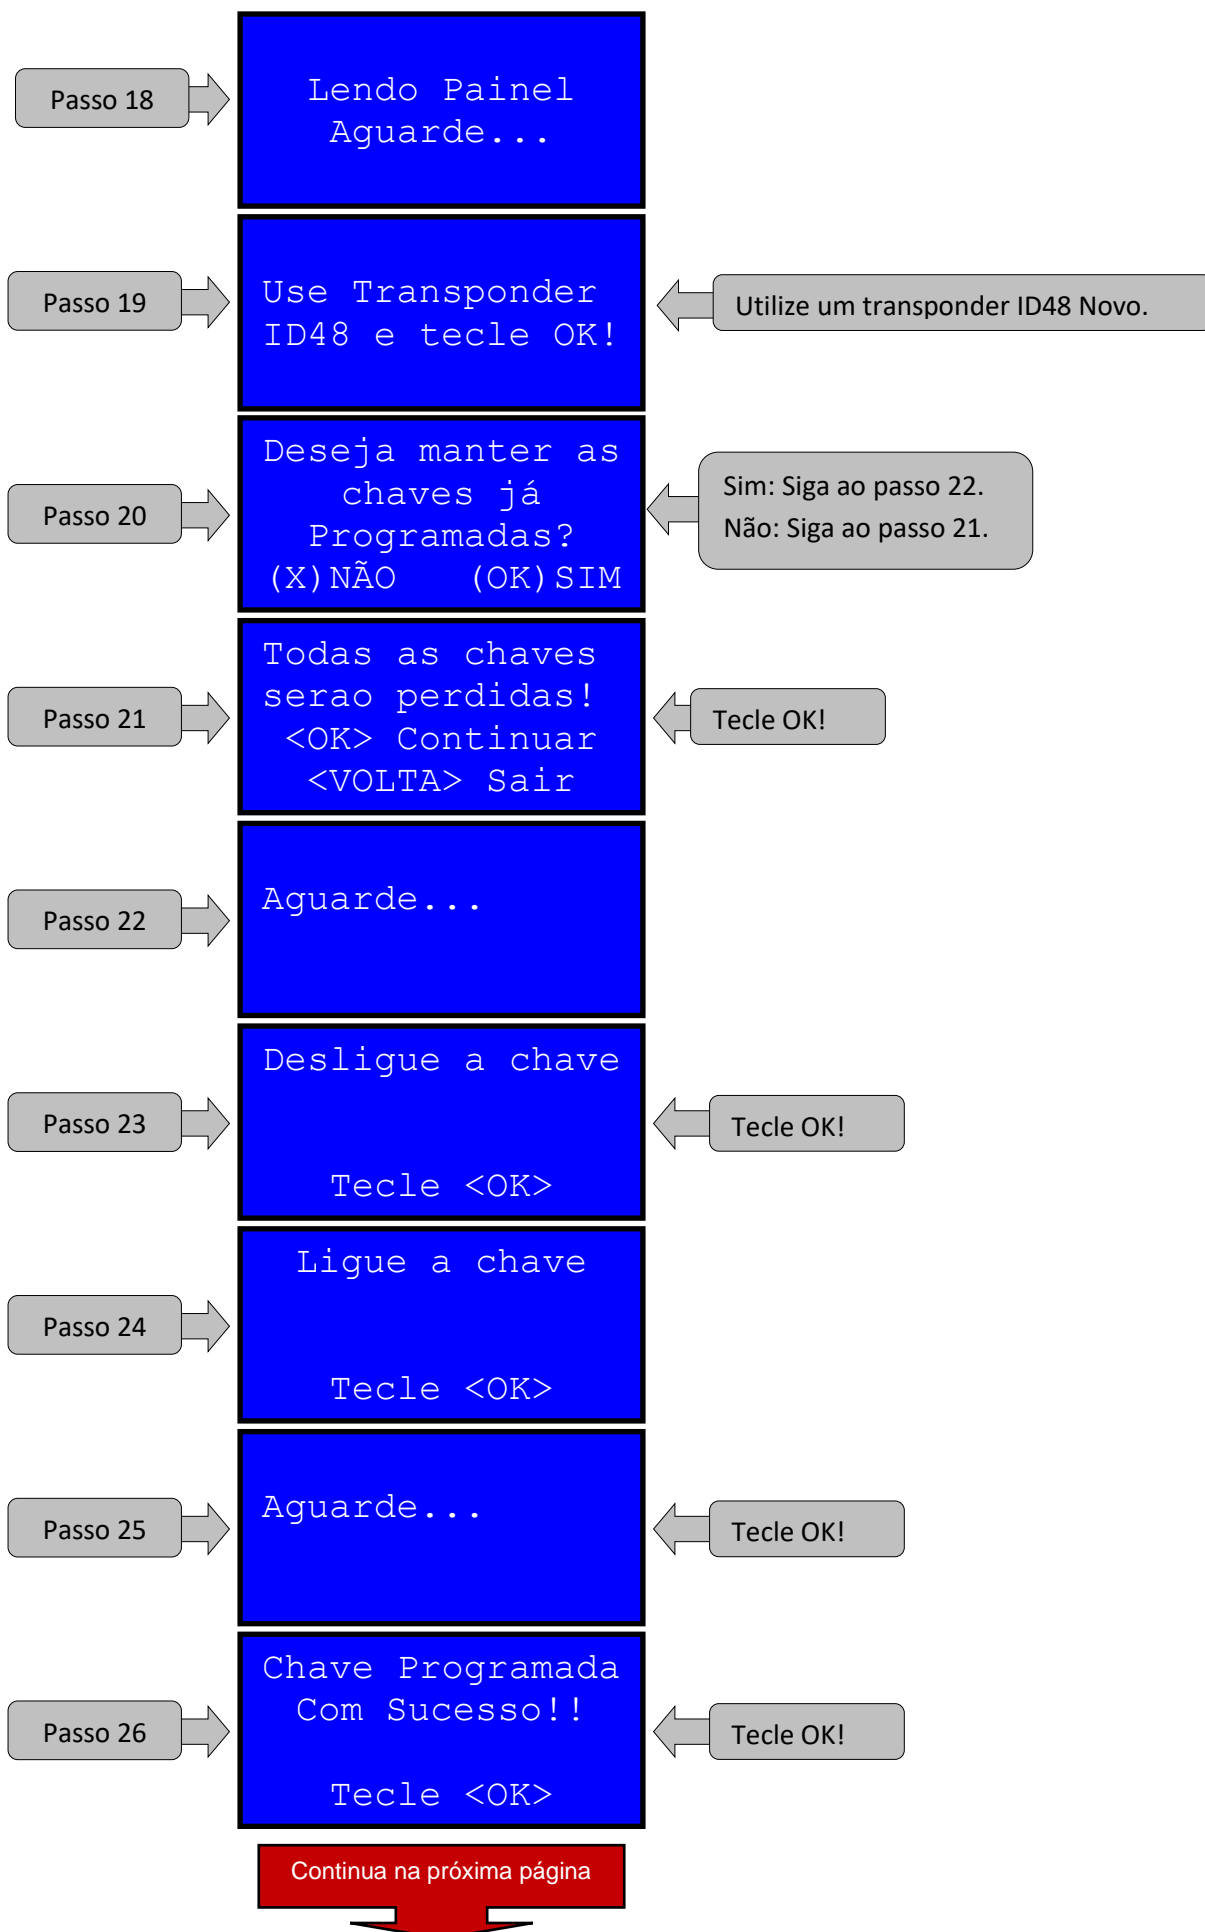 Passo 18
Lendo Painel
Aguarde...
Passo 19
Use Transponder
ID48 e tecle OK!
Utilize um transponder ID48 Novo.
Passo 20
Deseja manter as
chaves já
Programadas?
(X)NÃO (OK)SIM
Sim: Siga ao passo 22.
Não: Siga ao passo 21.
Passo 21
Todas as chaves
serao perdidas!
<OK> Continuar
<VOLTA> Sair
Tecle OK!
Passo 22
Aguarde...
Passo 23
Desligue a chave
Tecle <OK>
Tecle OK!
Passo 24
Ligue a chave
Tecle <OK>
Passo 25
Aguarde...
Tecle OK!
Passo 26
Chave Programada
Com Sucesso!!
Tecle <OK>
Tecle OK!
Continua na próxima página